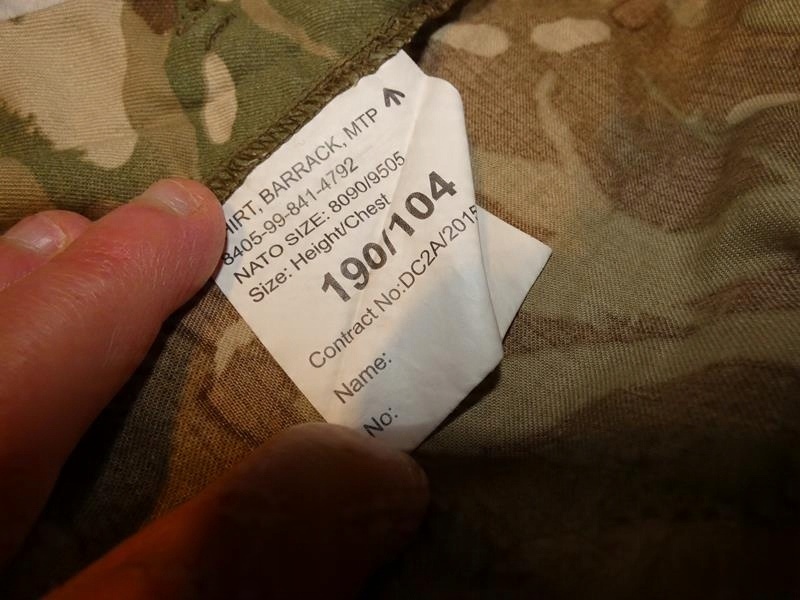 HIRT, BARRACK, MTP
8405-99-841-4792
NATO SIZE: 8090/9505
Size: Height/Chest
190/104
Contract No:DC2A/2015
Name:
No: